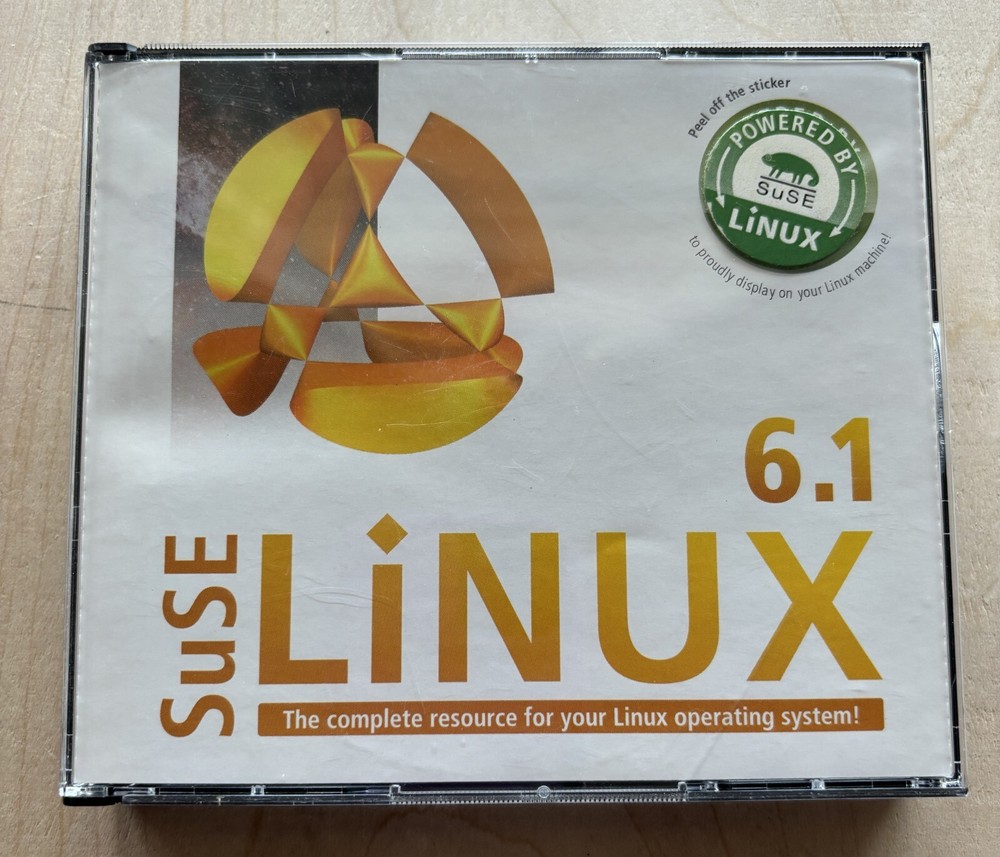 Peel off the sticker
POWERED BY
SuSE
LiNUX
to proudly display on your Linux machine!
6.1
SuSE
LiNUX
The complete resource for your Linux operating system!